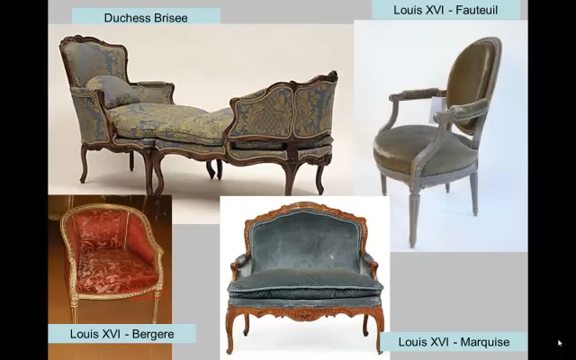 Duchess Brisee
Louis XVI - Fauteuil
Louis XVI - Bergere
Louis XVI - Marquise